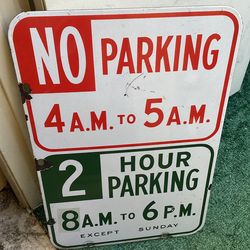 NO PARKING
4 A.M. TO 5 A.M.
2 HOUR PARKING
8 A.M. TO 6 P.M.
EXCEPT SUNDAY